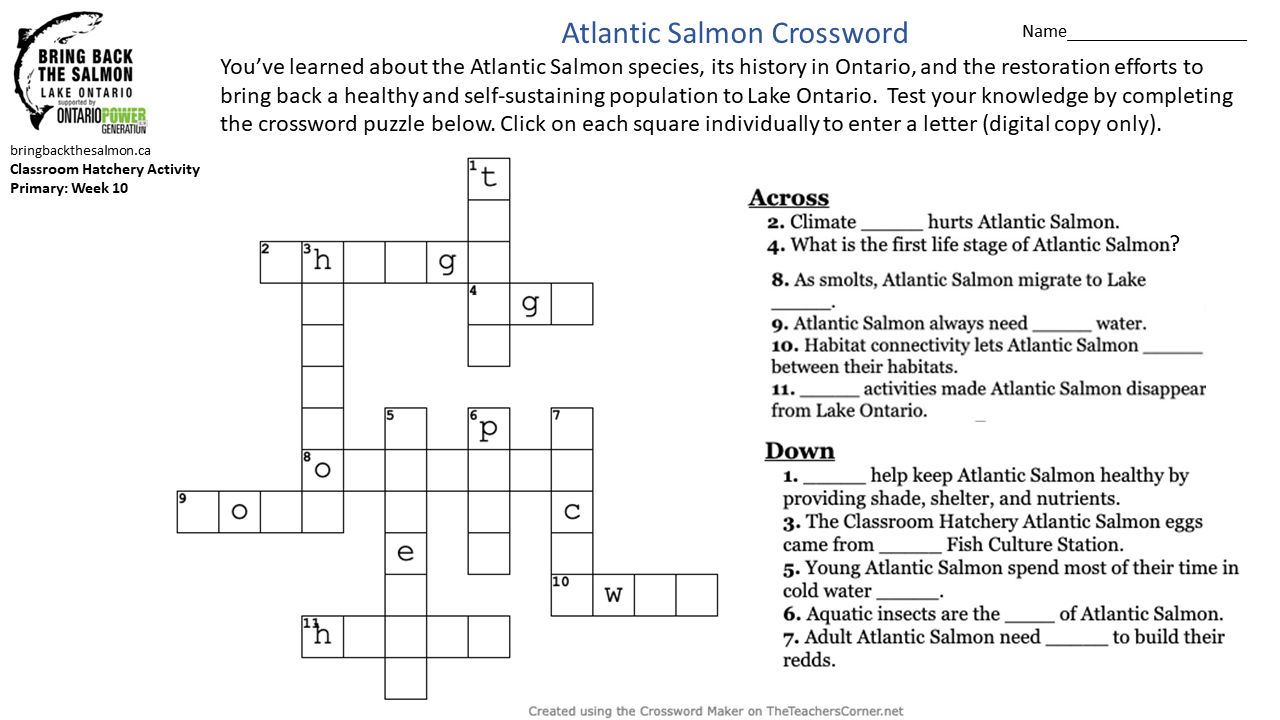 BRING BACK
THE SALMON
LAKE ONTARIO
supported by
ONTARIOPOWER
GENERATION
bringbackthesalmon.ca
Classroom Hatchery Activity
Primary: Week 10
Atlantic Salmon Crossword
Name____________________
You’ve learned about the Atlantic Salmon species, its history in Ontario, and the restoration efforts to
bring back a healthy and self-sustaining population to Lake Ontario. Test your knowledge by completing
the crossword puzzle below. Click on each square individually to enter a letter (digital copy only).
1 t
2 3 h g
4 g
5 6 p 7
8 o
9 o c
e
10 w
11 h
Across
2. Climate ______ hurts Atlantic Salmon.
4. What is the first life stage of Atlantic Salmon?
8. As smolts, Atlantic Salmon migrate to Lake
______.
9. Atlantic Salmon always need ______ water.
10. Habitat connectivity lets Atlantic Salmon ______
between their habitats.
11. ______ activities made Atlantic Salmon disappear
from Lake Ontario.
Down
1. ______ help keep Atlantic Salmon healthy by
providing shade, shelter, and nutrients.
3. The Classroom Hatchery Atlantic Salmon eggs
came from ______ Fish Culture Station.
5. Young Atlantic Salmon spend most of their time in
cold water ______.
6. Aquatic insects are the _____ of Atlantic Salmon.
7. Adult Atlantic Salmon need ______ to build their
redds.
Created using the Crossword Maker on TheTeachersCorner.net